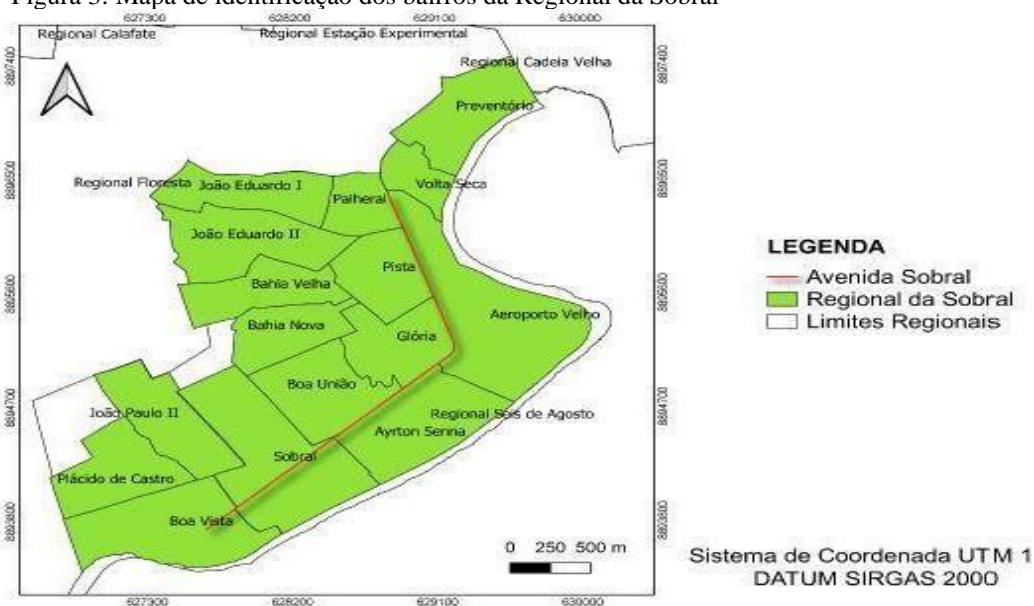 Figura 3: Mapa de identificação dos bairros da Regional da Sobral
627300 628200 629100 630000
Regional Calafate
Regional Estação Experimental
8897400
8897400
Regional Cadeia Velha
Preventório
8896500
8896500
Regional Floresta
João Eduardo I
Volta Seca
Palheral
João Eduardo II
Pista
LEGENDA
Avenida Sobral
Regional da Sobral
Limites Regionais
8895600
8895600
Bahia Velha
Aeroporto Velho
Bahia Nova
Glória
Boa União
8894700
8894700
João Paulo II
Regional Seis de Agosto
Ayrton Senna
Sobral
Plácido de Castro
8893800
8893800
Boa Vista
0 250 500 m
Sistema de Coordenada UTM 1
DATUM SIRGAS 2000
627300 628200 629100 630000